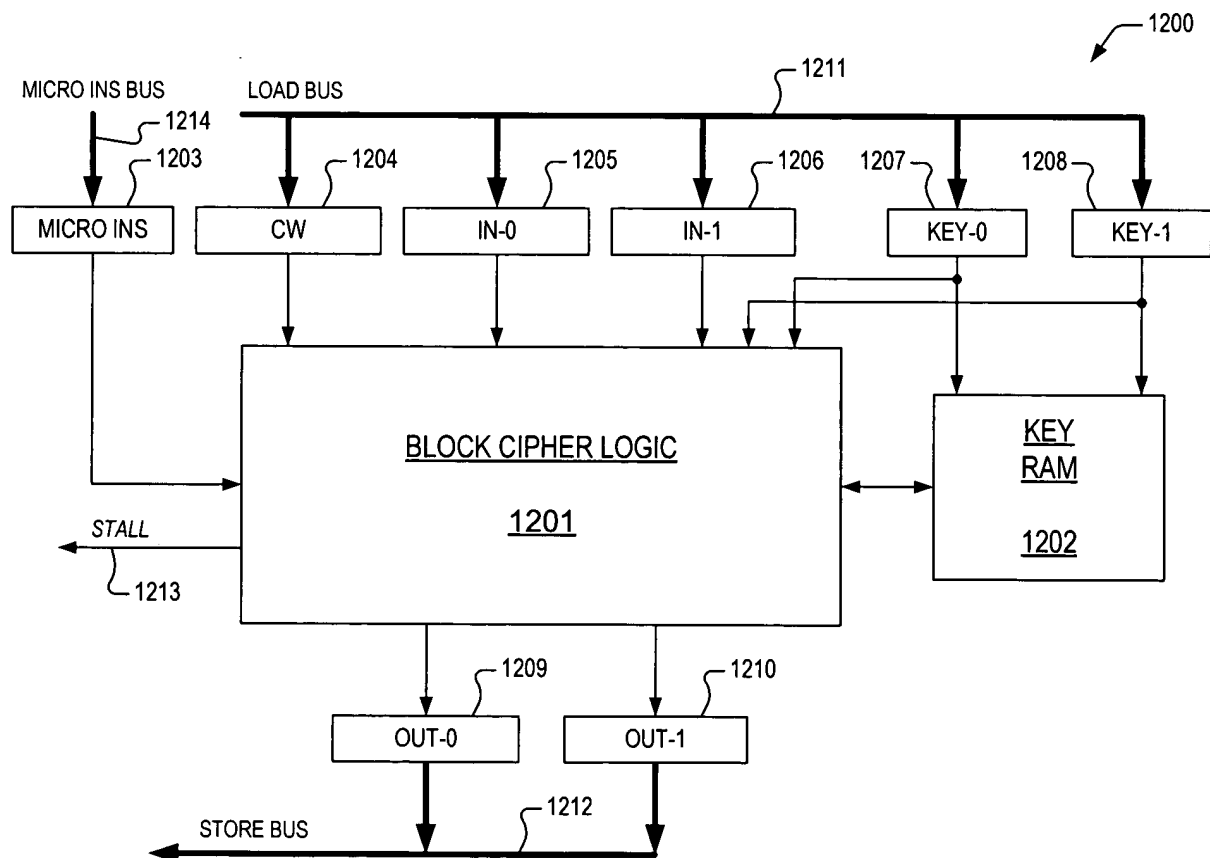 1200
MICRO INS BUS
LOAD BUS
1211
1214
1203
1204
1205
1206
1207
1208
MICRO INS
CW
IN-0
IN-1
KEY-0
KEY-1
BLOCK CIPHER LOGIC
1201
KEY
RAM
1202
STALL
1213
1209
1210
OUT-0
OUT-1
1212
STORE BUS